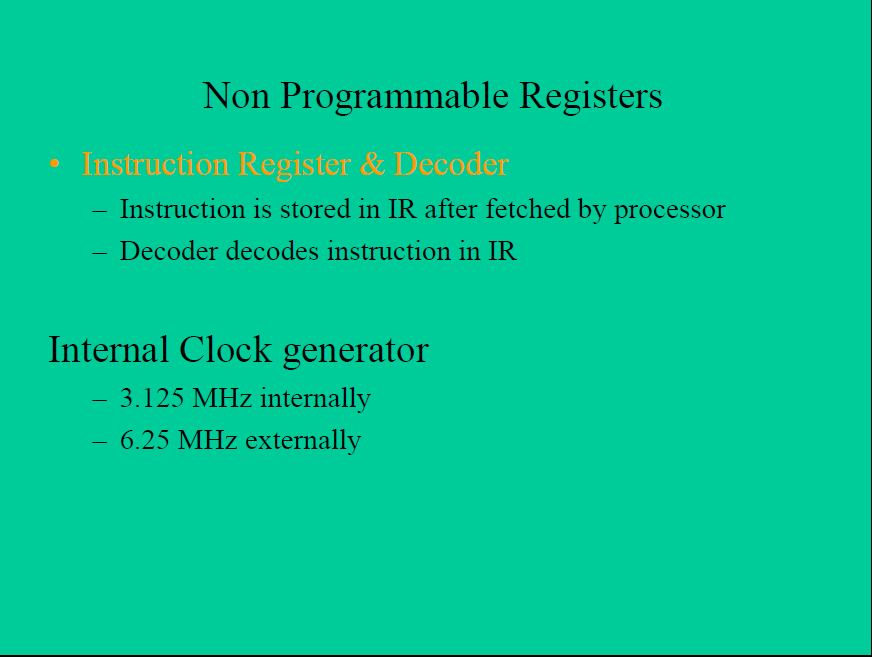 Non Programmable Registers
• Instruction Register & Decoder
– Instruction is stored in IR after fetched by processor
– Decoder decodes instruction in IR
Internal Clock generator
– 3.125 MHz internally
– 6.25 MHz externally